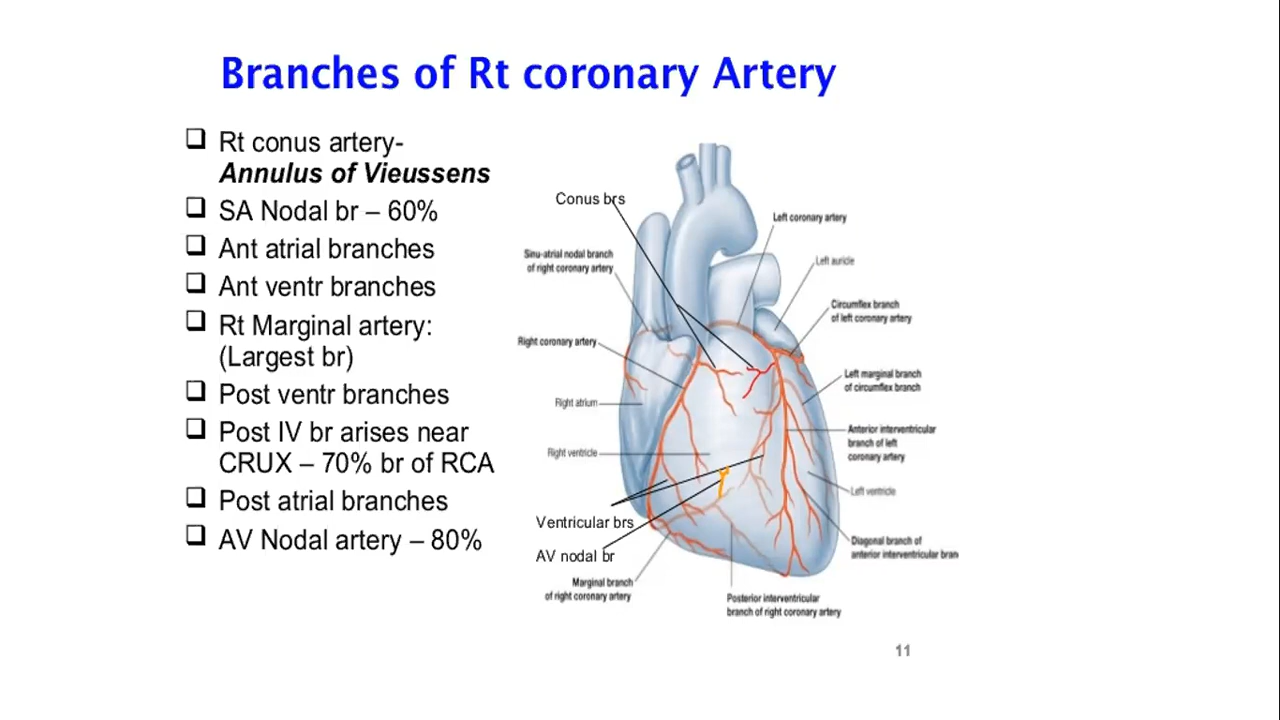 Branches of Rt coronary Artery
Rt conus artery-
Annulus of Vieussens
SA Nodal br – 60%
Ant atrial branches
Ant ventr branches
Rt Marginal artery:
(Largest br)
Post ventr branches
Post IV br arises near
CRUX – 70% br of RCA
Post atrial branches
AV Nodal artery – 80%
Conus brs
Left coronary artery
Sinu-atrial nodal branch
of right coronary artery
Left auricle
Circumflex branch
of left coronary artery
Right coronary artery
Left marginal branch
of circumflex branch
Right atrium
Anterior interventricular
branch of left
coronary artery
Right ventricle
Left ventricle
Ventricular brs
AV nodal br
Diagonal branch of
anterior interventricular bran
Marginal branch
of right coronary artery
Posterior interventricular
branch of right coronary artery
11